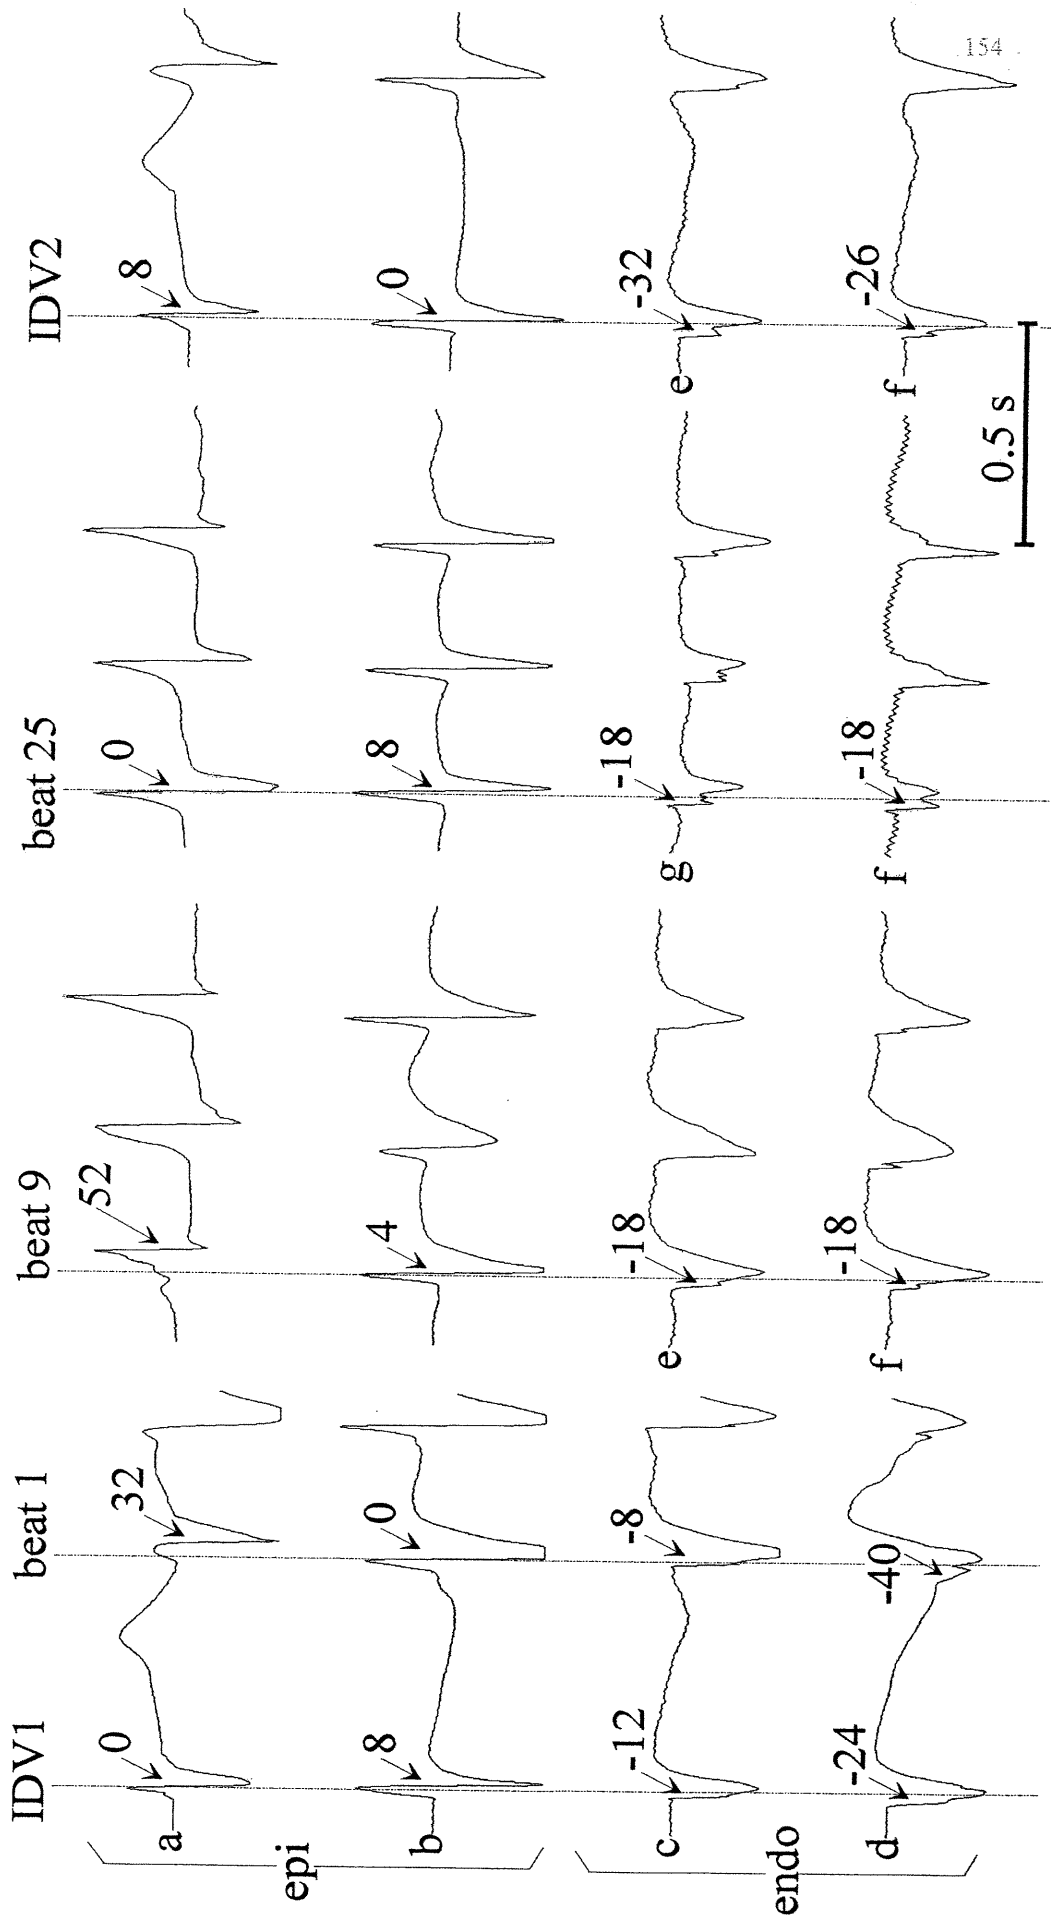 IDV1 beat 1 beat 9 beat 25 IDV2
epi
a 0 32 52 0 8
b 8 0 4 8 0
endo
c -12 -8 e -18 g -18 e -32
d -24 -40 f -18 f -18 f -26
0.5 s
154